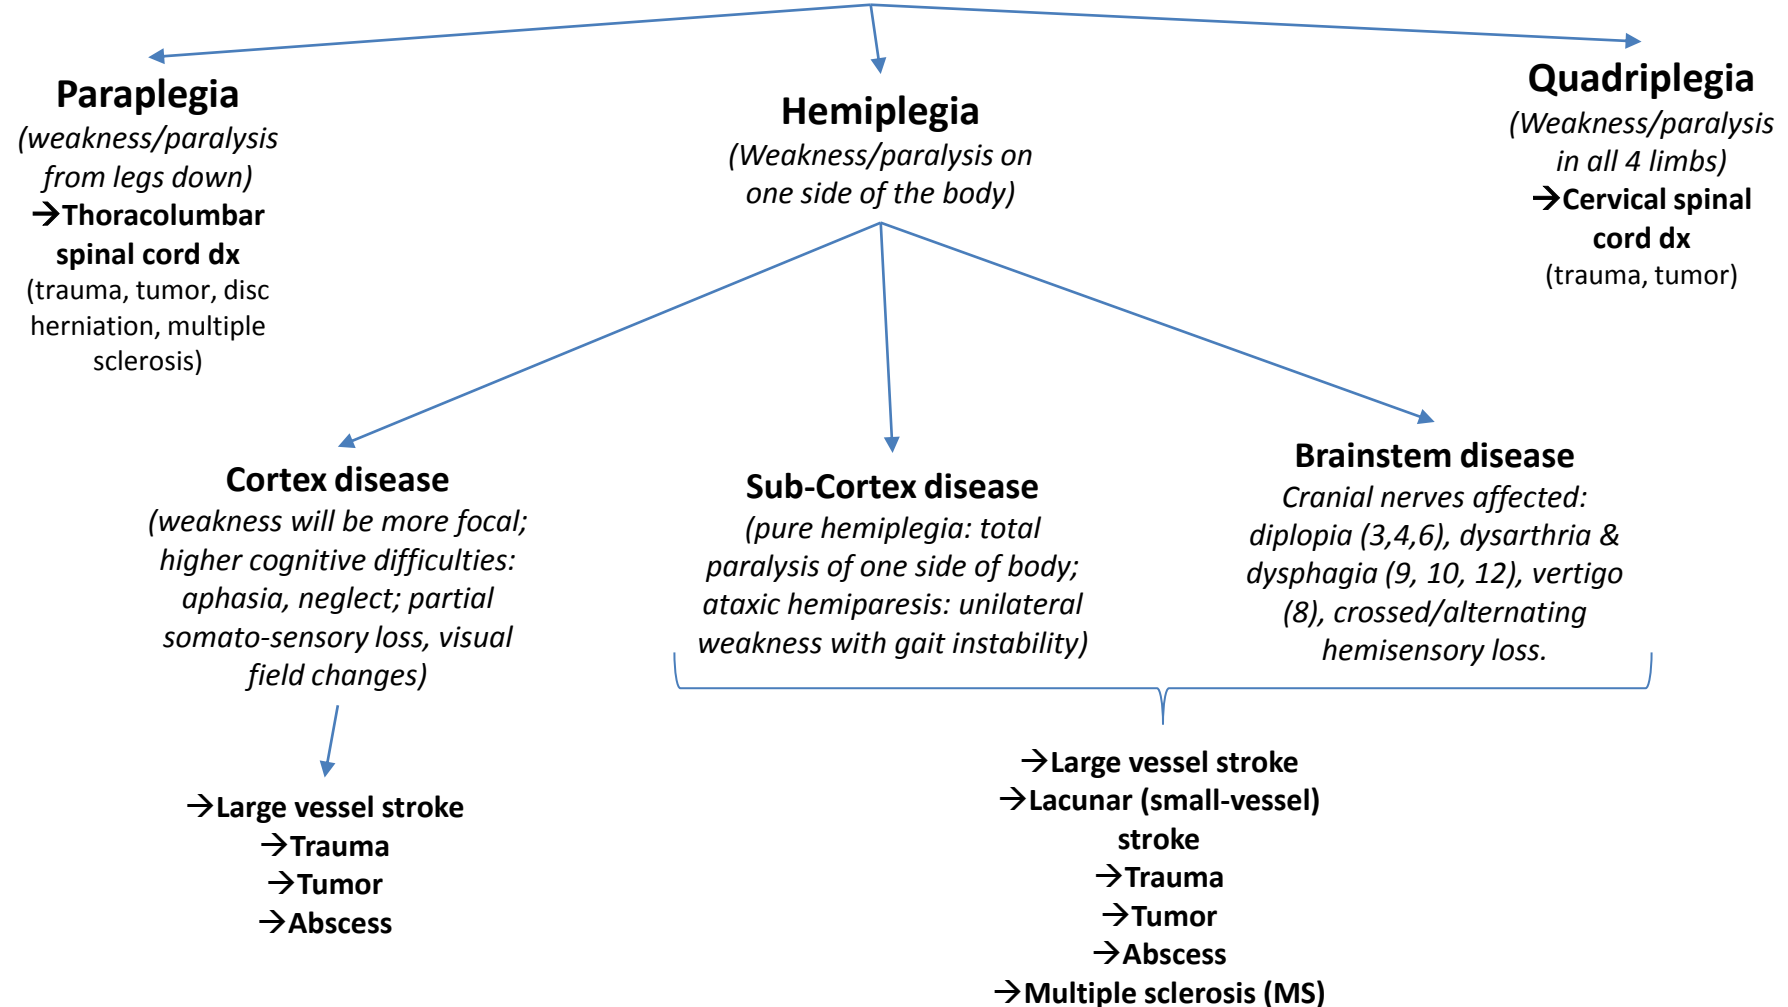 Paraplegia
(weakness/paralysis
from legs down)
→Thoracolumbar
spinal cord dx
(trauma, tumor, disc
herniation, multiple
sclerosis)
Hemiplegia
(Weakness/paralysis on
one side of the body)
Quadriplegia
(Weakness/paralysis
in all 4 limbs)
→Cervical spinal
cord dx
(trauma, tumor)
Cortex disease
(weakness will be more focal;
higher cognitive difficulties:
aphasia, neglect; partial
somato-sensory loss, visual
field changes)
→Large vessel stroke
→Trauma
→Tumor
→Abscess
Sub-Cortex disease
(pure hemiplegia: total
paralysis of one side of body;
ataxic hemiparesis: unilateral
weakness with gait instability)
Brainstem disease
Cranial nerves affected:
diplopia (3,4,6), dysarthria &
dysphagia (9, 10, 12), vertigo
(8), crossed/alternating
hemisensory loss.
→Large vessel stroke
→Lacunar (small-vessel)
stroke
→Trauma
→Tumor
→Abscess
→Multiple sclerosis (MS)